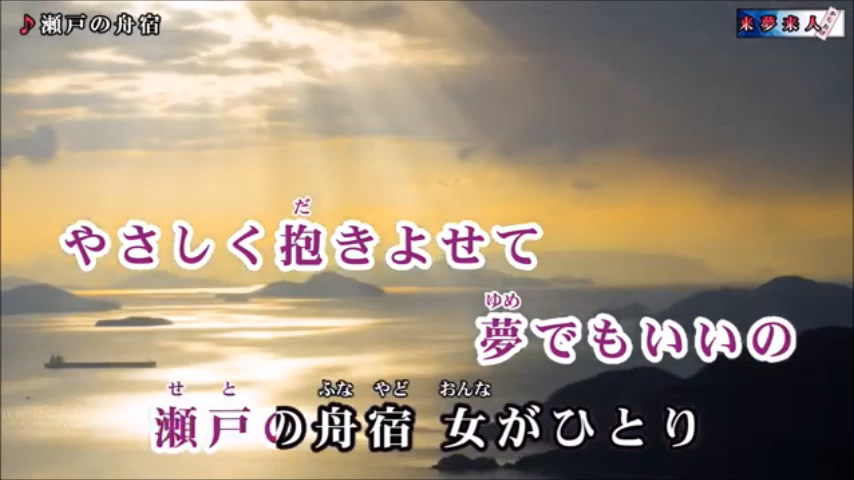 ♪瀬戸の舟宿
来夢来人
やさしく抱きよせて
だ
夢でもいいの
ゆめ
瀬戸の舟宿 女がひとり
せ と ふな やど おんな